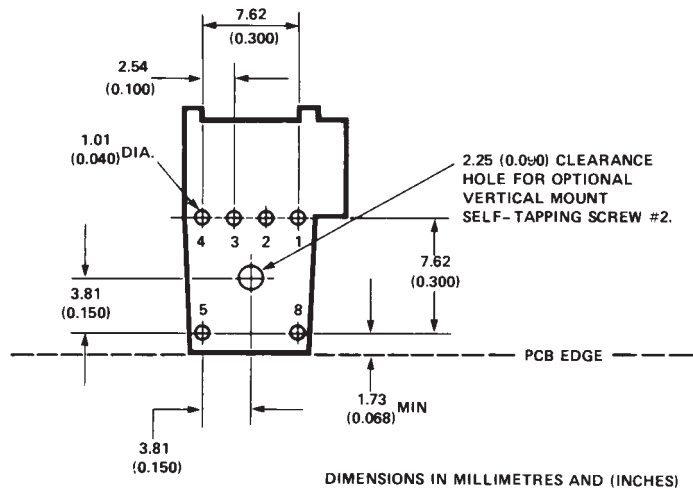 7.62
(0.300)
2.54
(0.100)
1.01
(0.040) DIA.
2.25 (0.090) CLEARANCE
HOLE FOR OPTIONAL
VERTICAL MOUNT
SELF-TAPPING SCREW #2.
4 3 2 1
7.62
(0.300)
3.81
(0.150)
5 8
PCB EDGE
1.73
(0.068) MIN
3.81
(0.150)
DIMENSIONS IN MILLIMETRES AND (INCHES)